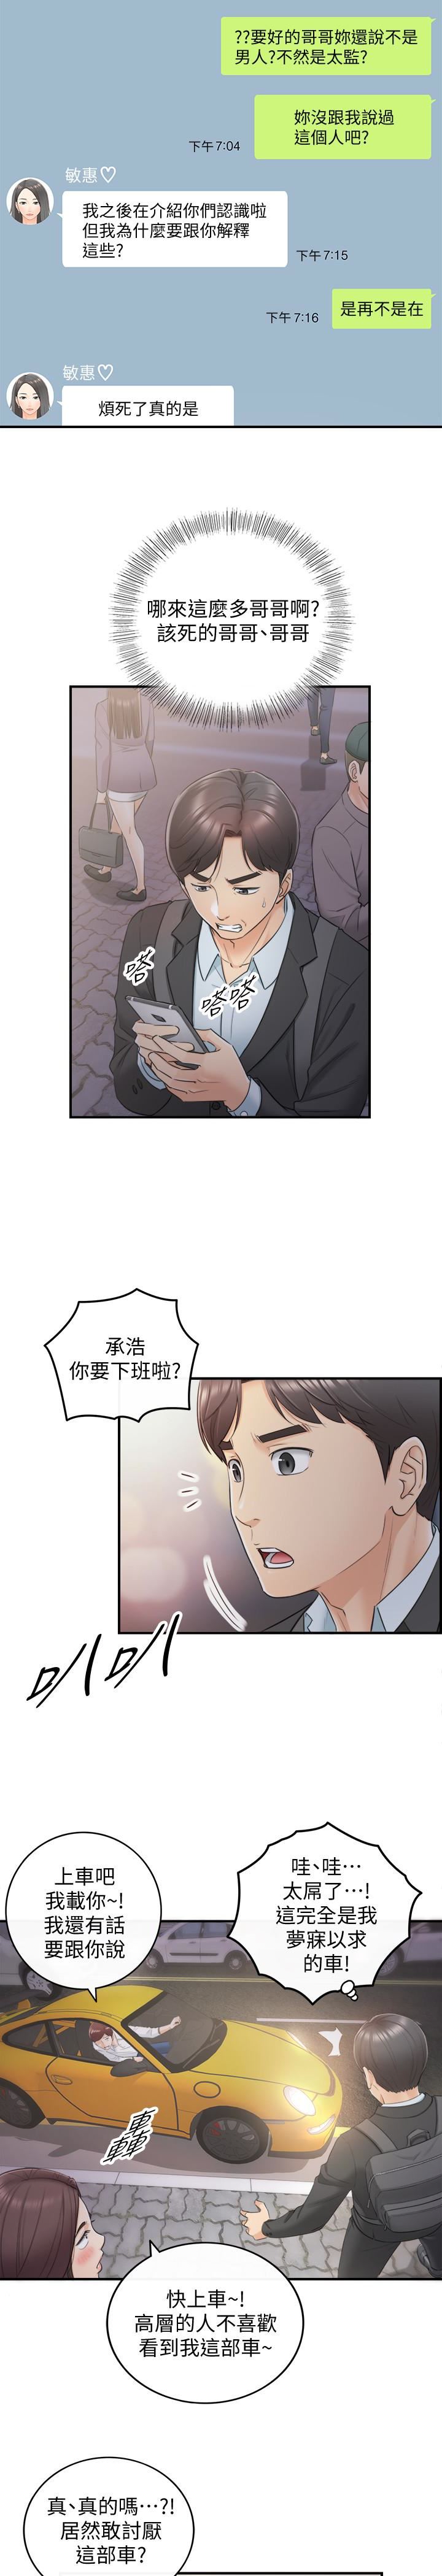 ??要好的哥哥妳還說不是
男人?不然是太監?
妳沒跟我說過
這個人吧?
下午 7:04
敏惠♡
我之後在介紹你們認識啦
但我為什麼要跟你解釋
這些?
下午 7:15
是再不是在
下午 7:16
敏惠♡
煩死了真的是
哪來這麼多哥哥啊?
該死的哥哥、哥哥
嗒
嗒嗒
承浩
你要下班啦?
叭叭
上車吧
我載你~!
我還有話
要跟你說
哇、哇…
太屌了…!
這完全是我
夢寐以求
的車!
轟轟
快上車~!
高層的人不喜歡
看到我這部車~
真、真的嗎…?!
居然敢討厭
這部車?